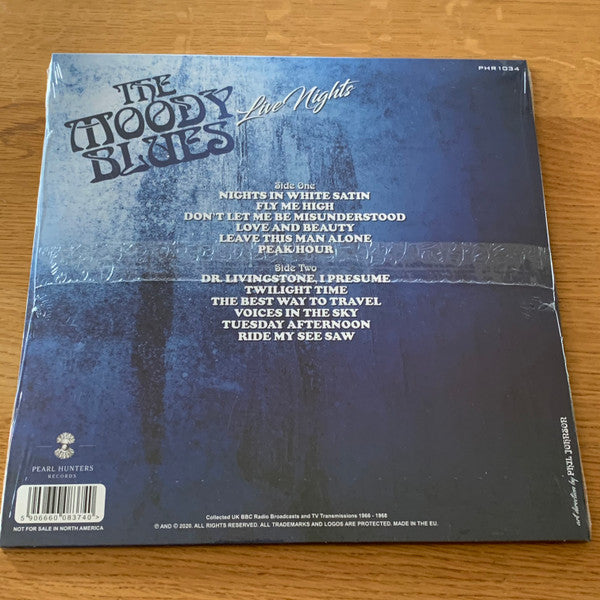 THE
MOODY
BLUES
Live Nights
PHR1034
Side One
NIGHTS IN WHITE SATIN
FLY ME HIGH
DON'T LET ME BE MISUNDERSTOOD
LOVE AND BEAUTY
LEAVE THIS MAN ALONE,
PEAK HOUR
Side Two
DR. LIVINGSTONE, I PRESUME
TWILIGHT TIME
THE BEST WAY TO TRAVEL
VOICES IN THE SKY
TUESDAY AFTERNOON
RIDE MY SEE SAW
PEARL HUNTERS
RECORDS
5 906660 083740>
NOT FOR SALE IN NORTH AMERICA
Collected UK BBC Radio Broadcasts and TV Transmissions 1966 - 1968
℗ AND © 2020. ALL RIGHTS RESERVED. ALL TRADEMARKS AND LOGOS ARE PROTECTED. MADE IN THE EU.
art direction by PHIL JOHNSON